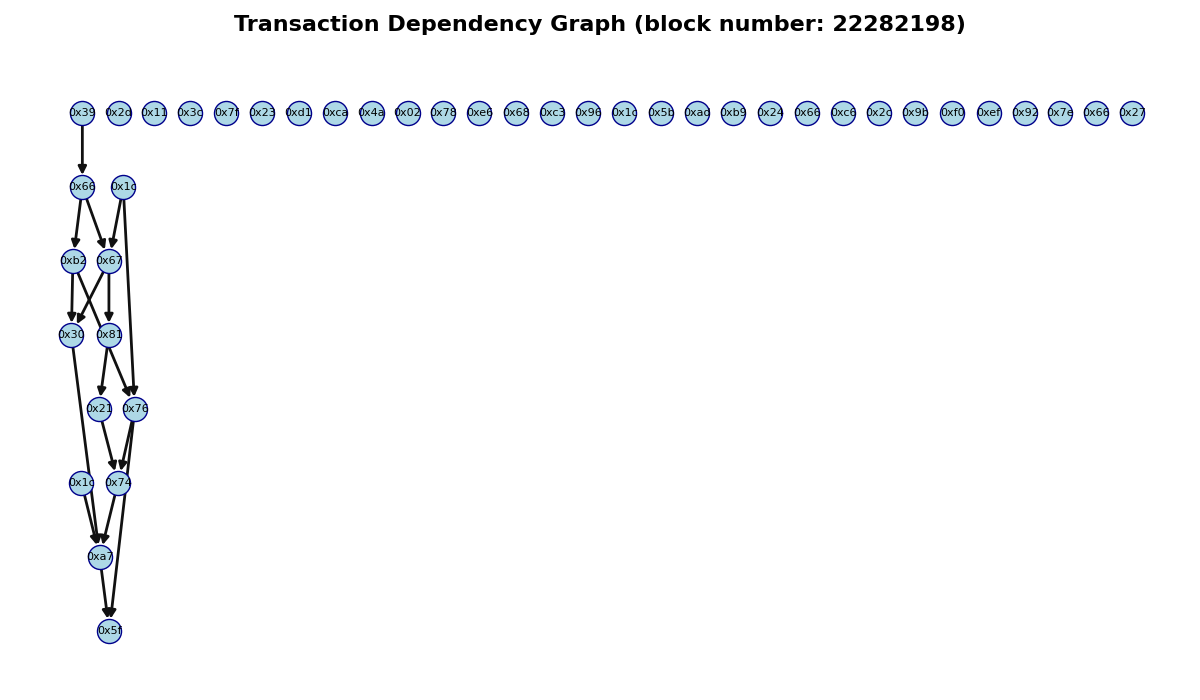 Transaction Dependency Graph (block number: 22282198)
0x39 0x2d 0x11 0x3c 0x7f 0x23 0xd1 0xca 0x4a 0x02 0x78 0xe6 0x68 0xc3 0x96 0x1c 0x5b 0xad 0xb9 0x24 0x66 0xc6 0x2c 0x9b 0xf0 0xef 0x92 0x7e 0x66 0x27
0x66 0x1c
0xb2 0x67
0x30 0x81
0x21 0x76
0x1c 0x74
0xa7
0x5f